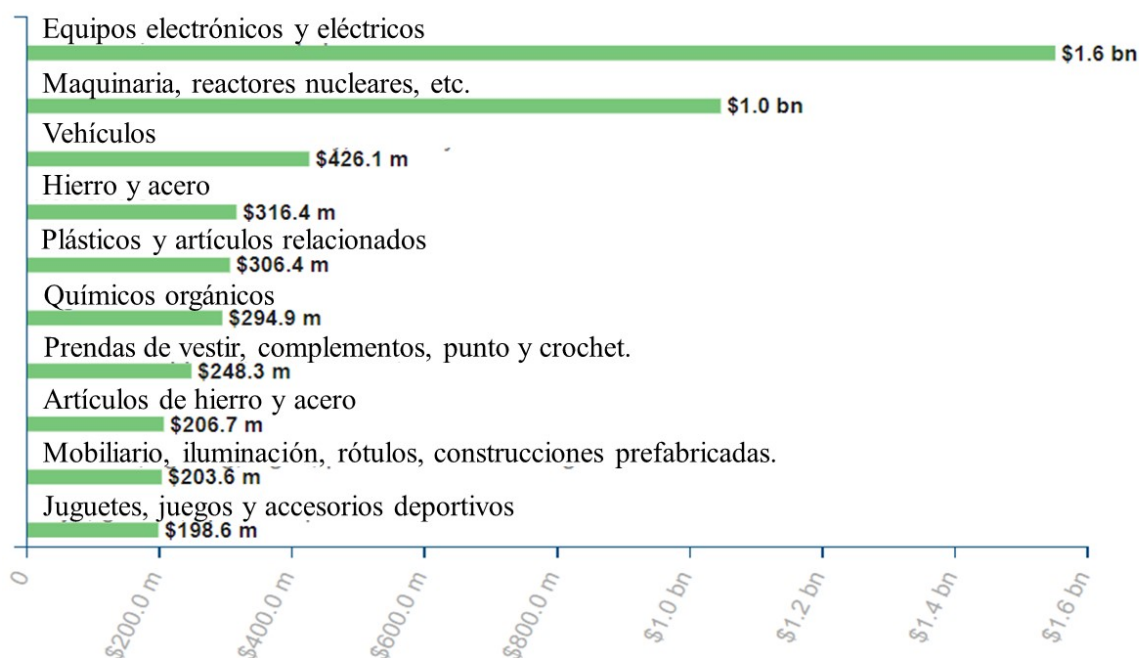 Equipos electrónicos y eléctricos
$1.6 bn
Maquinaria, reactores nucleares, etc.
$1.0 bn
Vehículos
$426.1 m
Hierro y acero
$316.4 m
Plásticos y artículos relacionados
$306.4 m
Químicos orgánicos
$294.9 m
Prendas de vestir, complementos, punto y crochet.
$248.3 m
Artículos de hierro y acero
$206.7 m
Mobiliario, iluminación, rótulos, construcciones prefabricadas.
$203.6 m
Juguetes, juegos y accesorios deportivos
$198.6 m
0
$200.0 m
$400.0 m
$600.0 m
$800.0 m
$1.0 bn
$1.2 bn
$1.4 bn
$1.6 bn